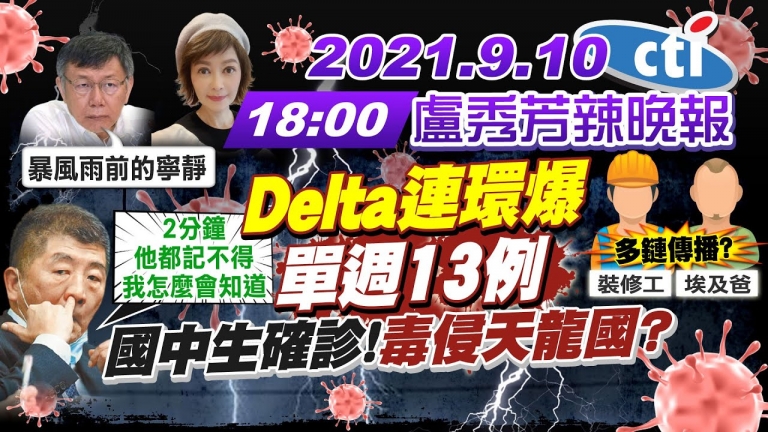 2021.9.10
cti
18:00
盧秀芳辣晚報
暴風雨前的寧靜
Delta連環爆
單週13例
2分鐘
他都記不得
我怎麼會知道
多鏈傳播?
裝修工
埃及爸
國中生確診!毒侵天龍國?